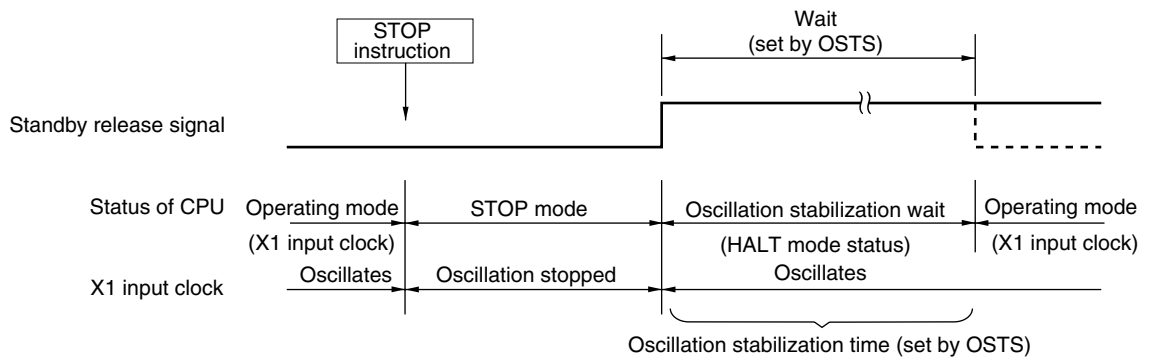 STOP
instruction
Wait
(set by OSTS)
Standby release signal
Status of CPU
Operating mode
(X1 input clock)
STOP mode
Oscillation stabilization wait
(HALT mode status)
Operating mode
(X1 input clock)
X1 input clock
Oscillates
Oscillation stopped
Oscillates
Oscillation stabilization time (set by OSTS)